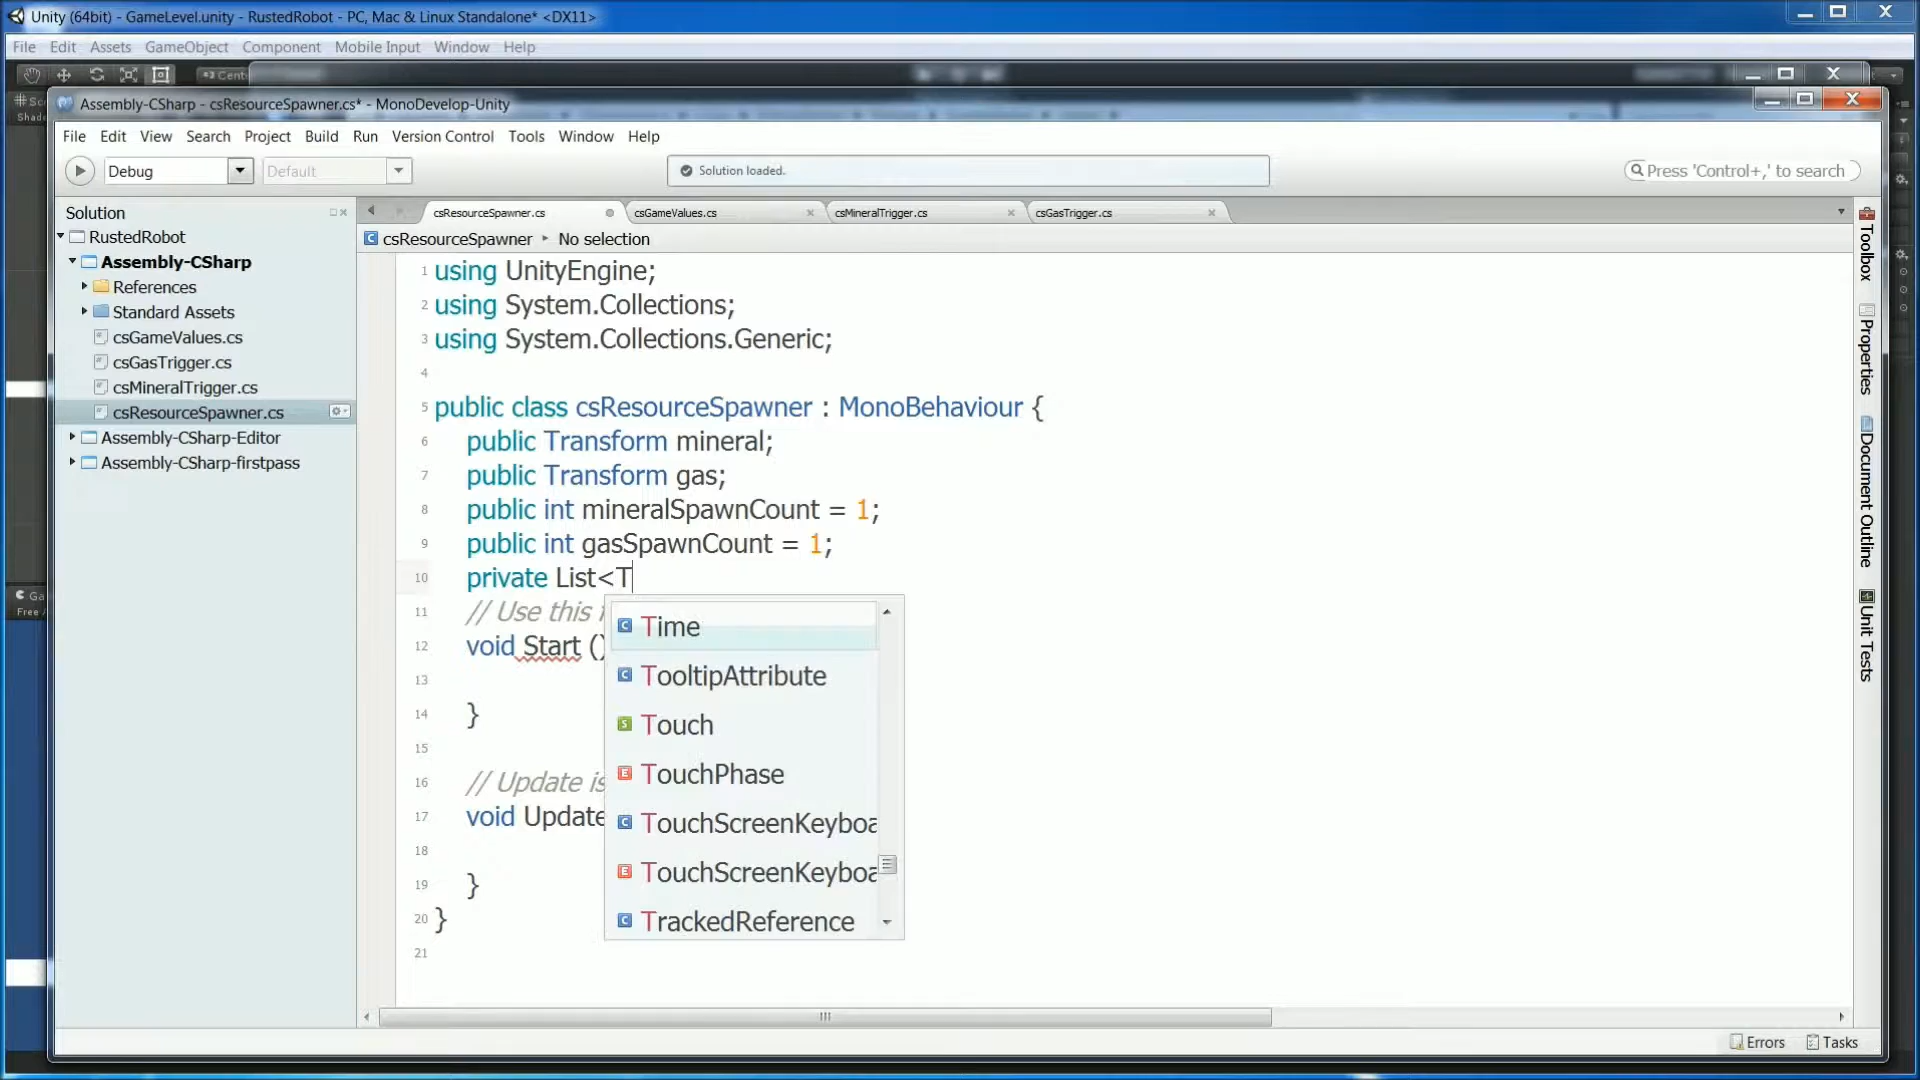 Unity (64bit) - GameLevel.unity - RustedRobot - PC, Mac & Linux Standalone* <DX11>
File Edit Assets GameObject Component Mobile Input Window Help
Assembly-CSharp - csResourceSpawner.cs* - MonoDevelop-Unity
File Edit View Search Project Build Run Version Control Tools Window Help
Debug Default Solution loaded. Press 'Control+,' to search
Solution
csResourceSpawner.cs csGameValues.cs csMineralTrigger.cs csGasTrigger.cs
csResourceSpawner No selection
RustedRobot
Assembly-CSharp
References
Standard Assets
csGameValues.cs
csGasTrigger.cs
csMineralTrigger.cs
csResourceSpawner.cs
Assembly-CSharp-Editor
Assembly-CSharp-firstpass
1 using UnityEngine;
2 using System.Collections;
3 using System.Collections.Generic;
4
5 public class csResourceSpawner : MonoBehaviour {
6 public Transform mineral;
7 public Transform gas;
8 public int mineralSpawnCount = 1;
9 public int gasSpawnCount = 1;
10 private List<T
11 // Use this f
12 void Start ()
13
14 }
15
16 // Update is
17 void Update
18
19 }
20 }
21
Time
TooltipAttribute
Touch
TouchPhase
TouchScreenKeyboa
TouchScreenKeyboa
TrackedReference
Toolbox
Properties
Document Outline
Unit Tests
Errors Tasks